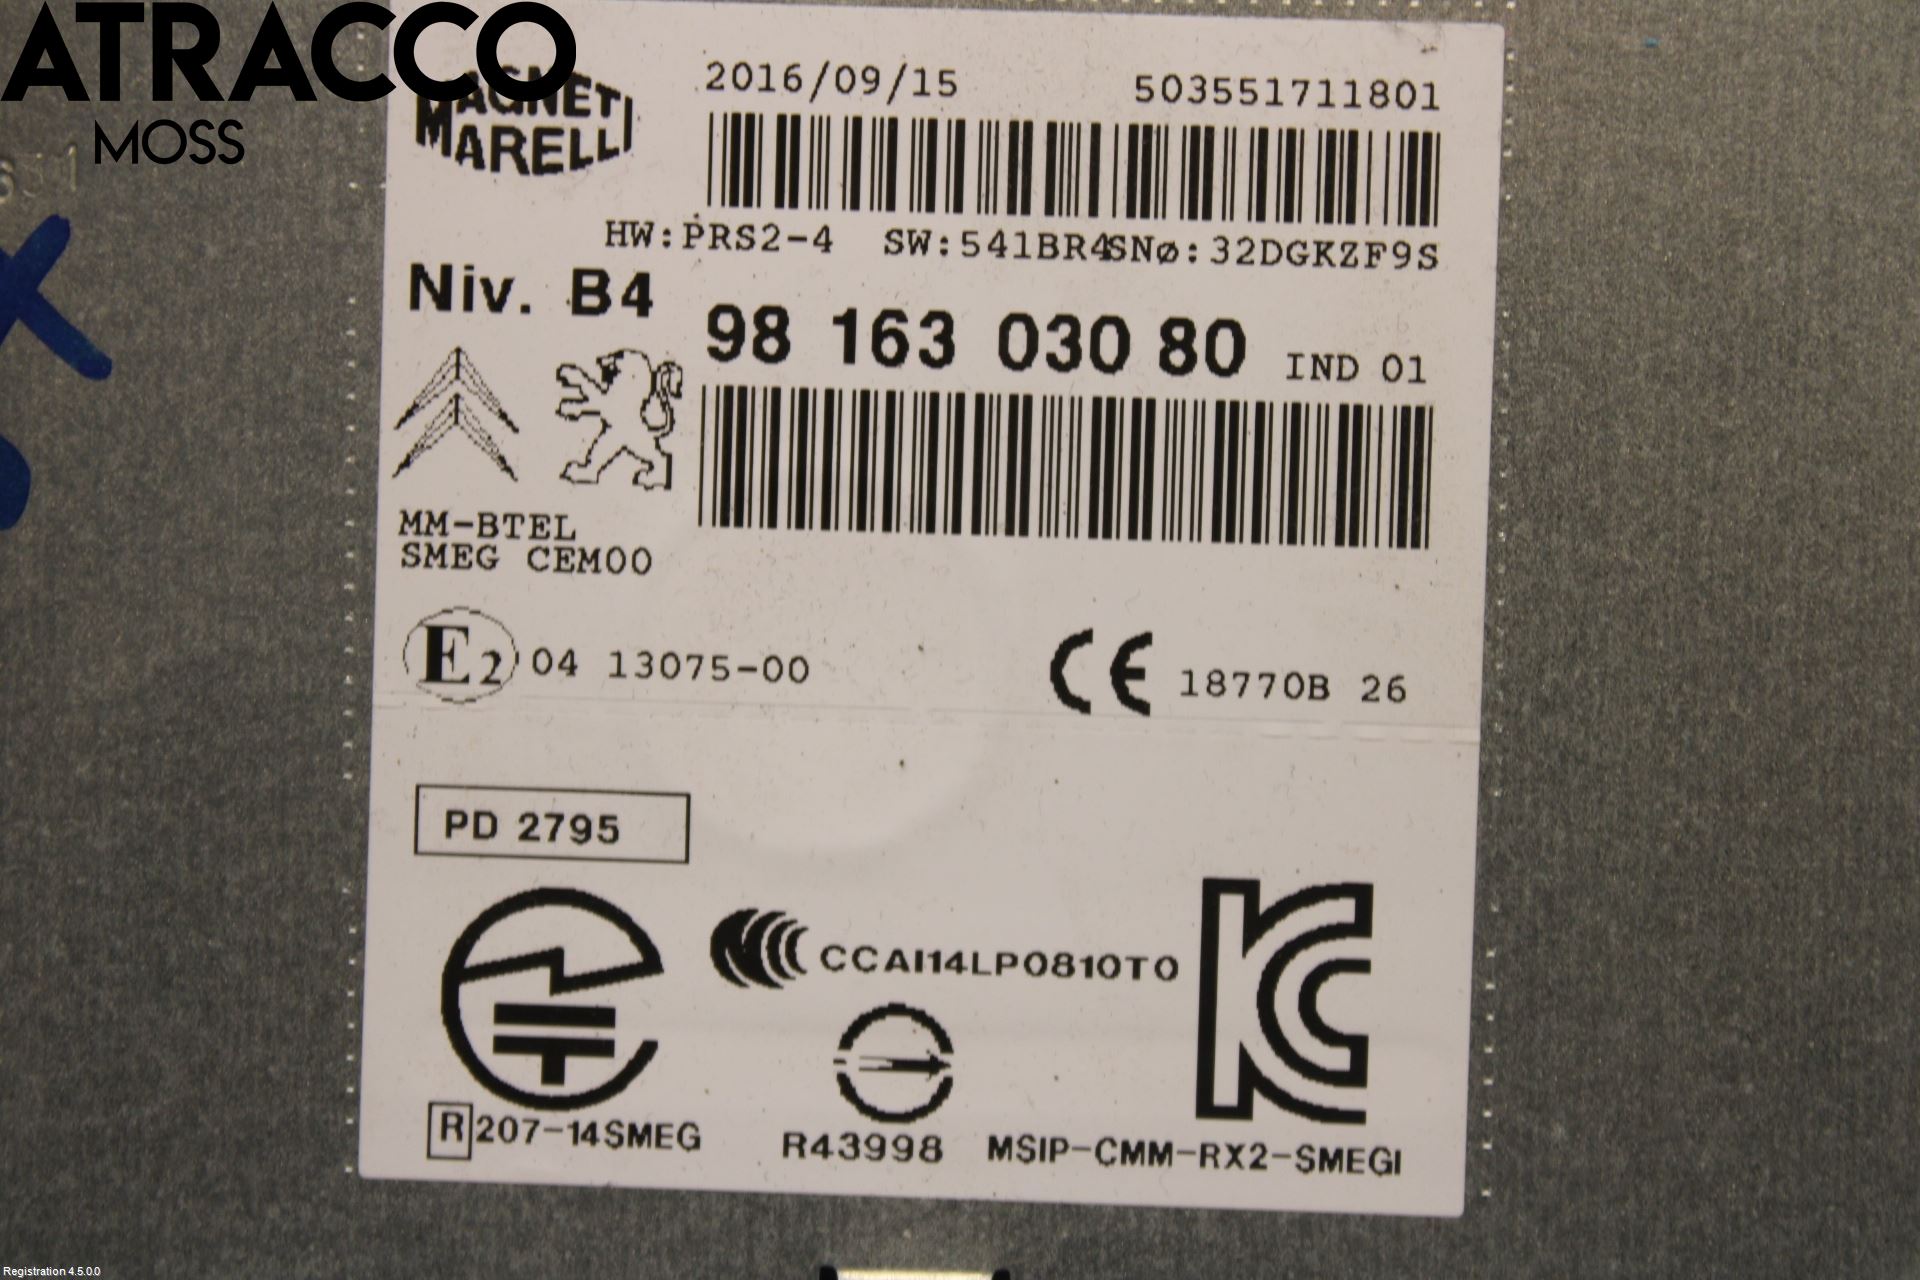 ATRACCO
MOSS
MAGNETI
MARELLI
2016/09/15 503551711801
HW:PRS2-4 SW:541BR4SNø:32DGKZF9S
Niv. B4
98 163 030 80 IND 01
MM-BTEL
SMEG CEM00
E2 04 13075-00
CE 18770B 26
PD 2795
CCAI14LP0810T0
R 207-14SMEG
R43998
MSIP-CMM-RX2-SMEGI
Registration 4.5.0.0